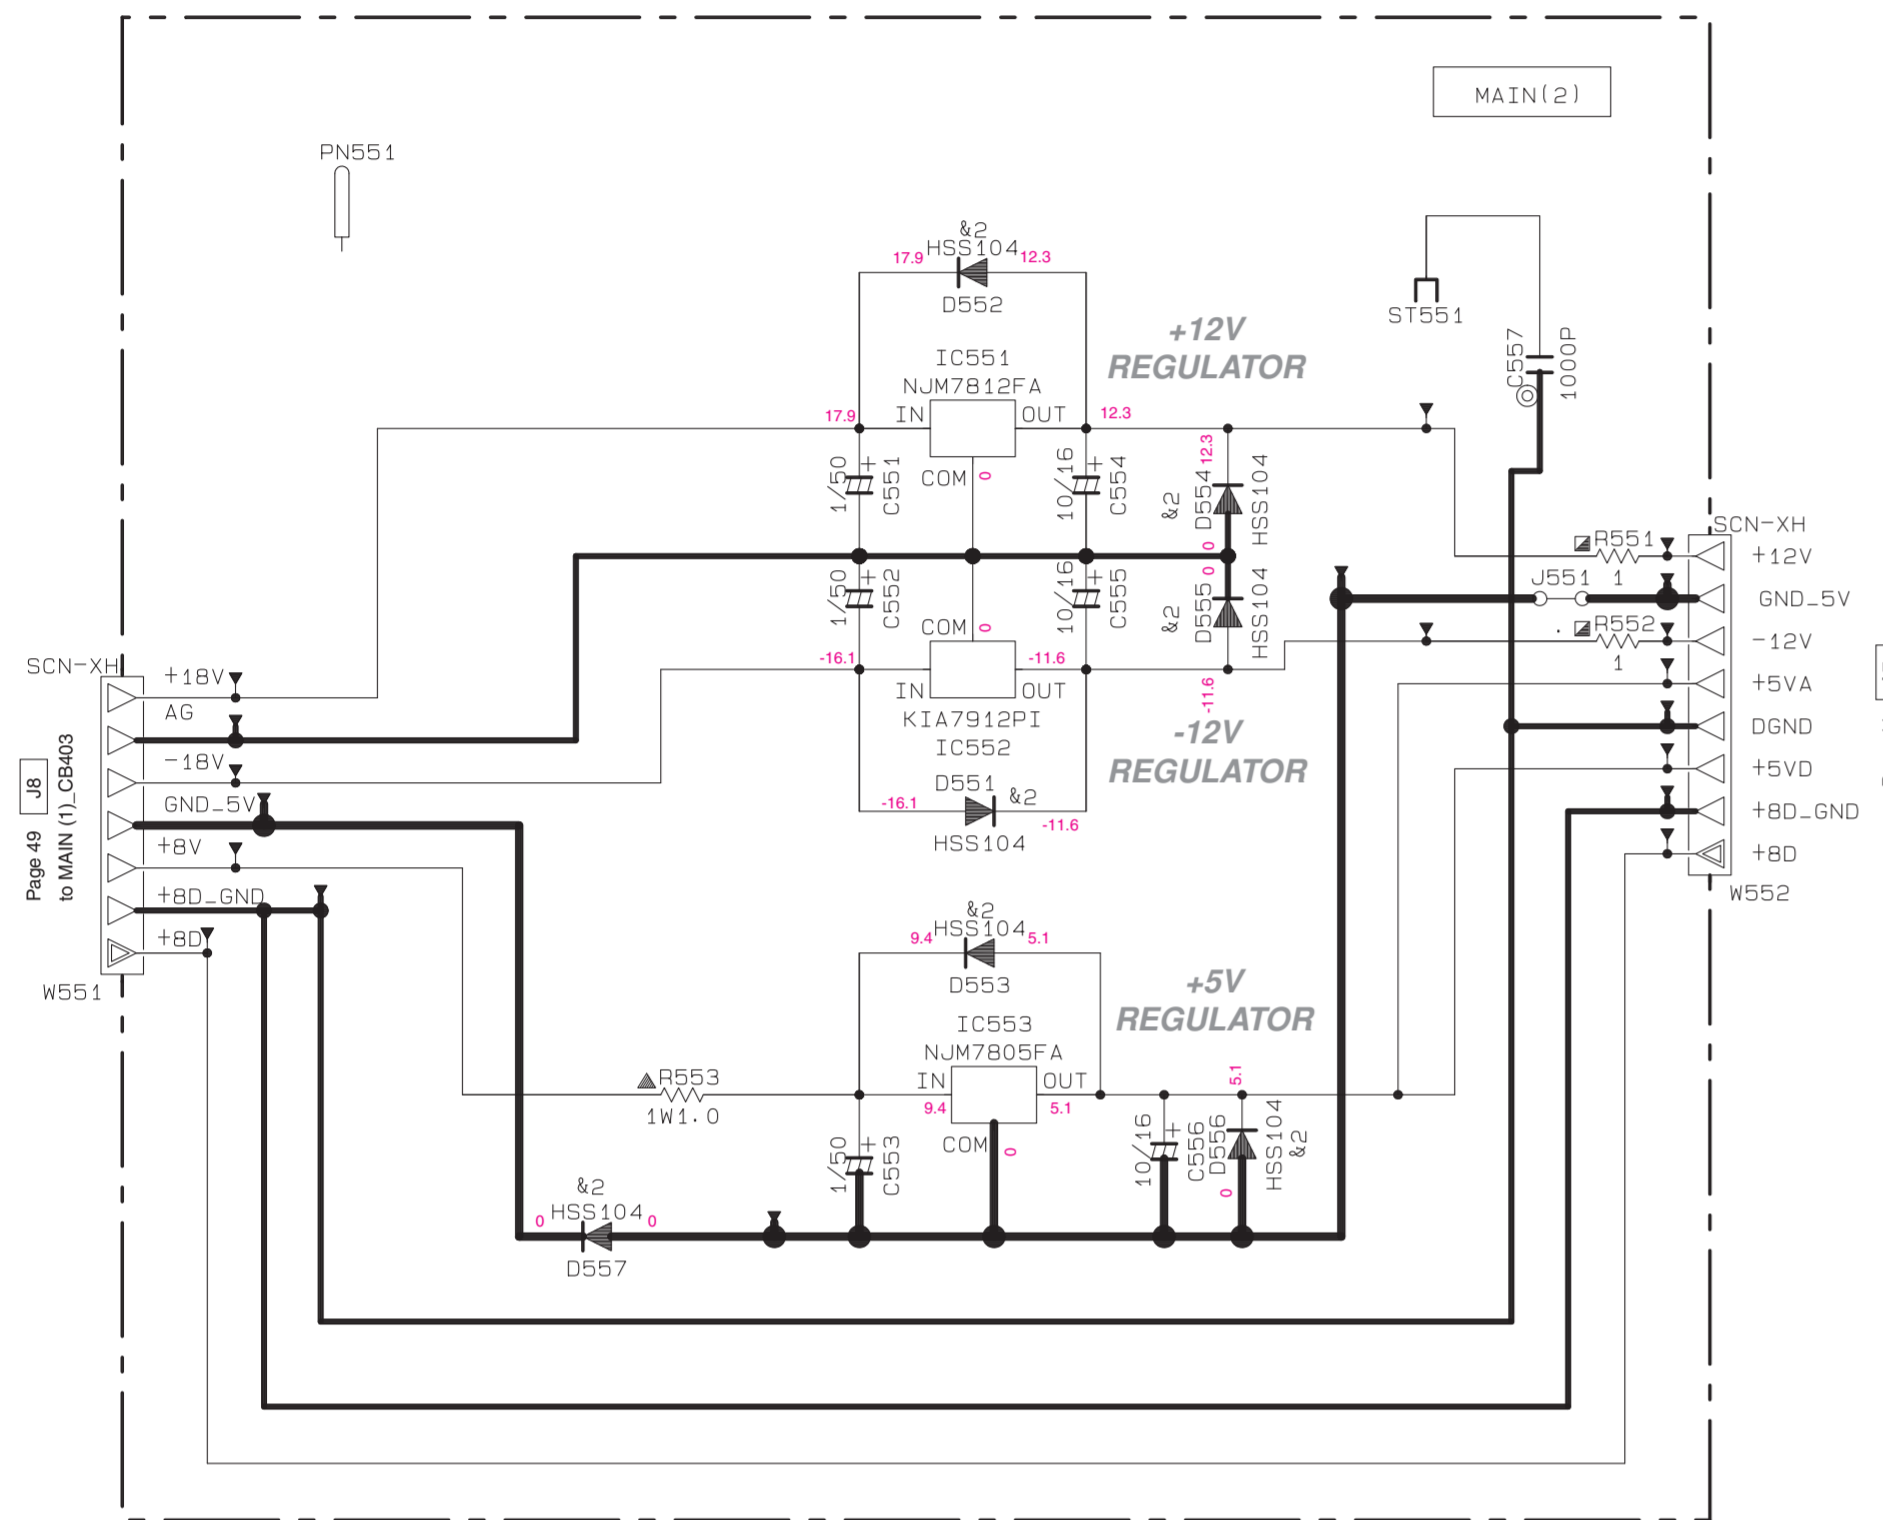 MAIN(2)
PN551
&2
HSS104
17.9
12.3
D552
+12V
REGULATOR
ST551
C557
1000P
IC551
NJM7812FA
17.9
IN
OUT
12.3
COM
0
1/50
+
C551
10/16
+
C554
12.3
&2
D554
HSS104
0
1/50
+
C552
10/16
+
C555
0
&2
D555
HSS104
COM
0
-16.1
-11.6
IN
OUT
-11.6
KIA7912PI
IC552
-12V
REGULATOR
D551
&2
-16.1
-11.6
HSS104
SCN-XH
R551
1
+12V
J551
GND_5V
R552
1
-12V
+5VA
DGND
+5VD
+8D_GND
+8D
W552
SCN-XH
+18V
AG
-18V
GND_5V
+8V
+8D_GND
+8D
W551
J8
Page 49
to MAIN (1)_CB403
&2
HSS104
9.4
5.1
D553
+5V
REGULATOR
IC553
NJM7805FA
R553
1W1.0
IN
OUT
9.4
5.1
COM
0
1/50
+
C553
10/16
+
C556
5.1
D556
HSS104
&2
0
&2
HSS104
0
0
D557